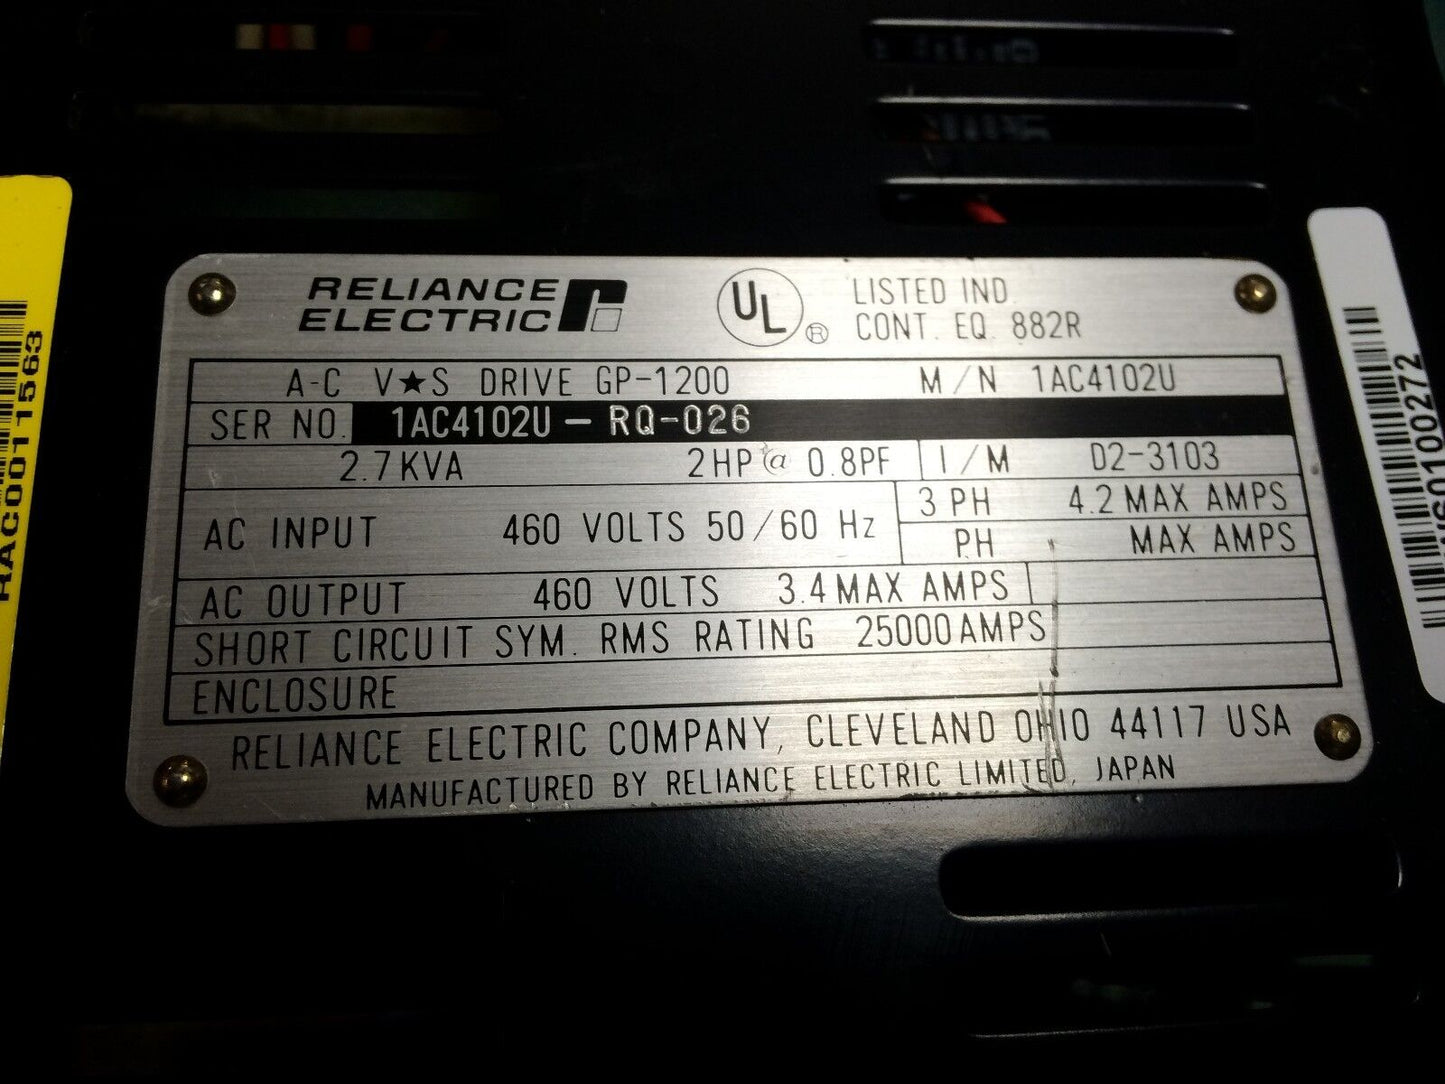 RELIANCE
ELECTRIC
UL ®
LISTED IND.
CONT. EQ. 882R
A-C V★S DRIVE GP-1200 M/N 1AC4102U
SER NO. 1AC4102U-RQ-026
2.7KVA 2HP @ 0.8PF I/M D2-3103
AC INPUT 460 VOLTS 50/60 Hz
3 PH 4.2 MAX AMPS
PH MAX AMPS
AC OUTPUT 460 VOLTS 3.4 MAX AMPS
SHORT CIRCUIT SYM. RMS RATING 25000AMPS
ENCLOSURE
RELIANCE ELECTRIC COMPANY, CLEVELAND OHIO 44117 USA
MANUFACTURED BY RELIANCE ELECTRIC LIMITED, JAPAN
RAC0011563